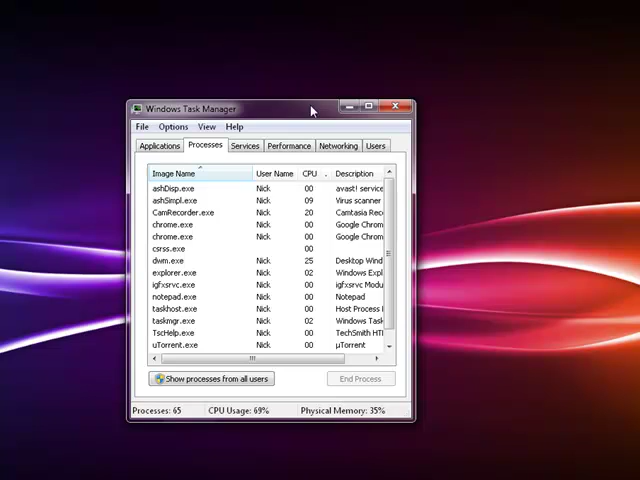 Windows Task Manager
File Options View Help
Applications Processes Services Performance Networking Users
Image Name User Name CPU Description
ashDisp.exe Nick 00 avast! service
ashSimpl.exe Nick 09 Virus scanner
CamRecorder.exe Nick 20 Camtasia Rec
chrome.exe Nick 00 Google Chrom
chrome.exe Nick 00 Google Chrom
csrss.exe 00
dwm.exe Nick 25 Desktop Wind
explorer.exe Nick 02 Windows Expl
igfxsrvc.exe Nick 00 igfxsrvc Modu
notepad.exe Nick 00 Notepad
taskhost.exe Nick 00 Host Process
taskmgr.exe Nick 02 Windows Task
TscHelp.exe Nick 00 TechSmith HT
uTorrent.exe Nick 00 µTorrent
Show processes from all users End Process
Processes: 65 CPU Usage: 69% Physical Memory: 35%